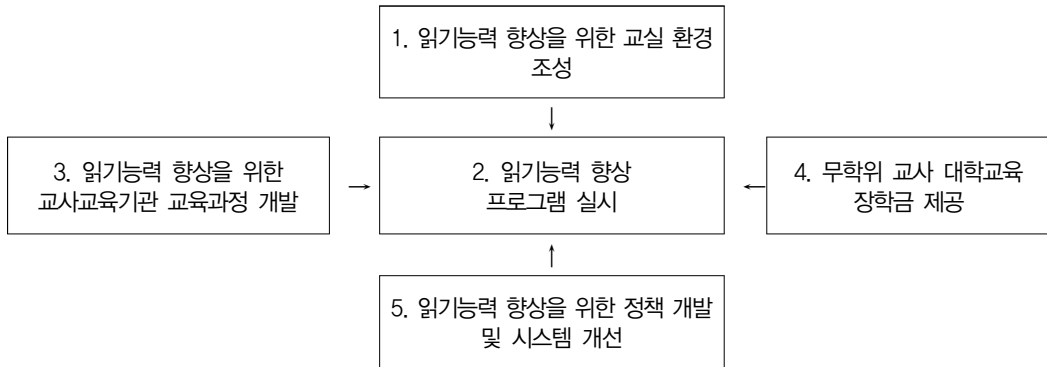 1. 읽기능력 향상을 위한 교실 환경
조성
3. 읽기능력 향상을 위한
교사교육기관 교육과정 개발
2. 읽기능력 향상
프로그램 실시
4. 무학위 교사 대학교육
장학금 제공
5. 읽기능력 향상을 위한 정책 개발
및 시스템 개선